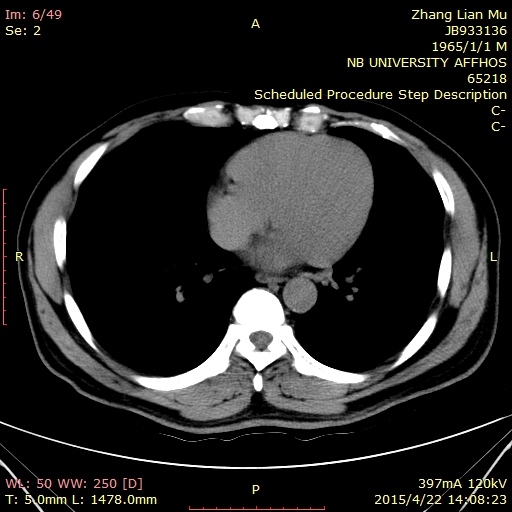 Im: 6/49
Se: 2
A
Zhang Lian Mu
JB933136
1965/1/1 M
NB UNIVERSITY AFFHOS
65218
Scheduled Procedure Step Description
C-
C-
R
L
WL: 50 WW: 250 [D]
T: 5.0mm L: 1478.0mm
P
397mA 120kV
2015/4/22 14:08:23